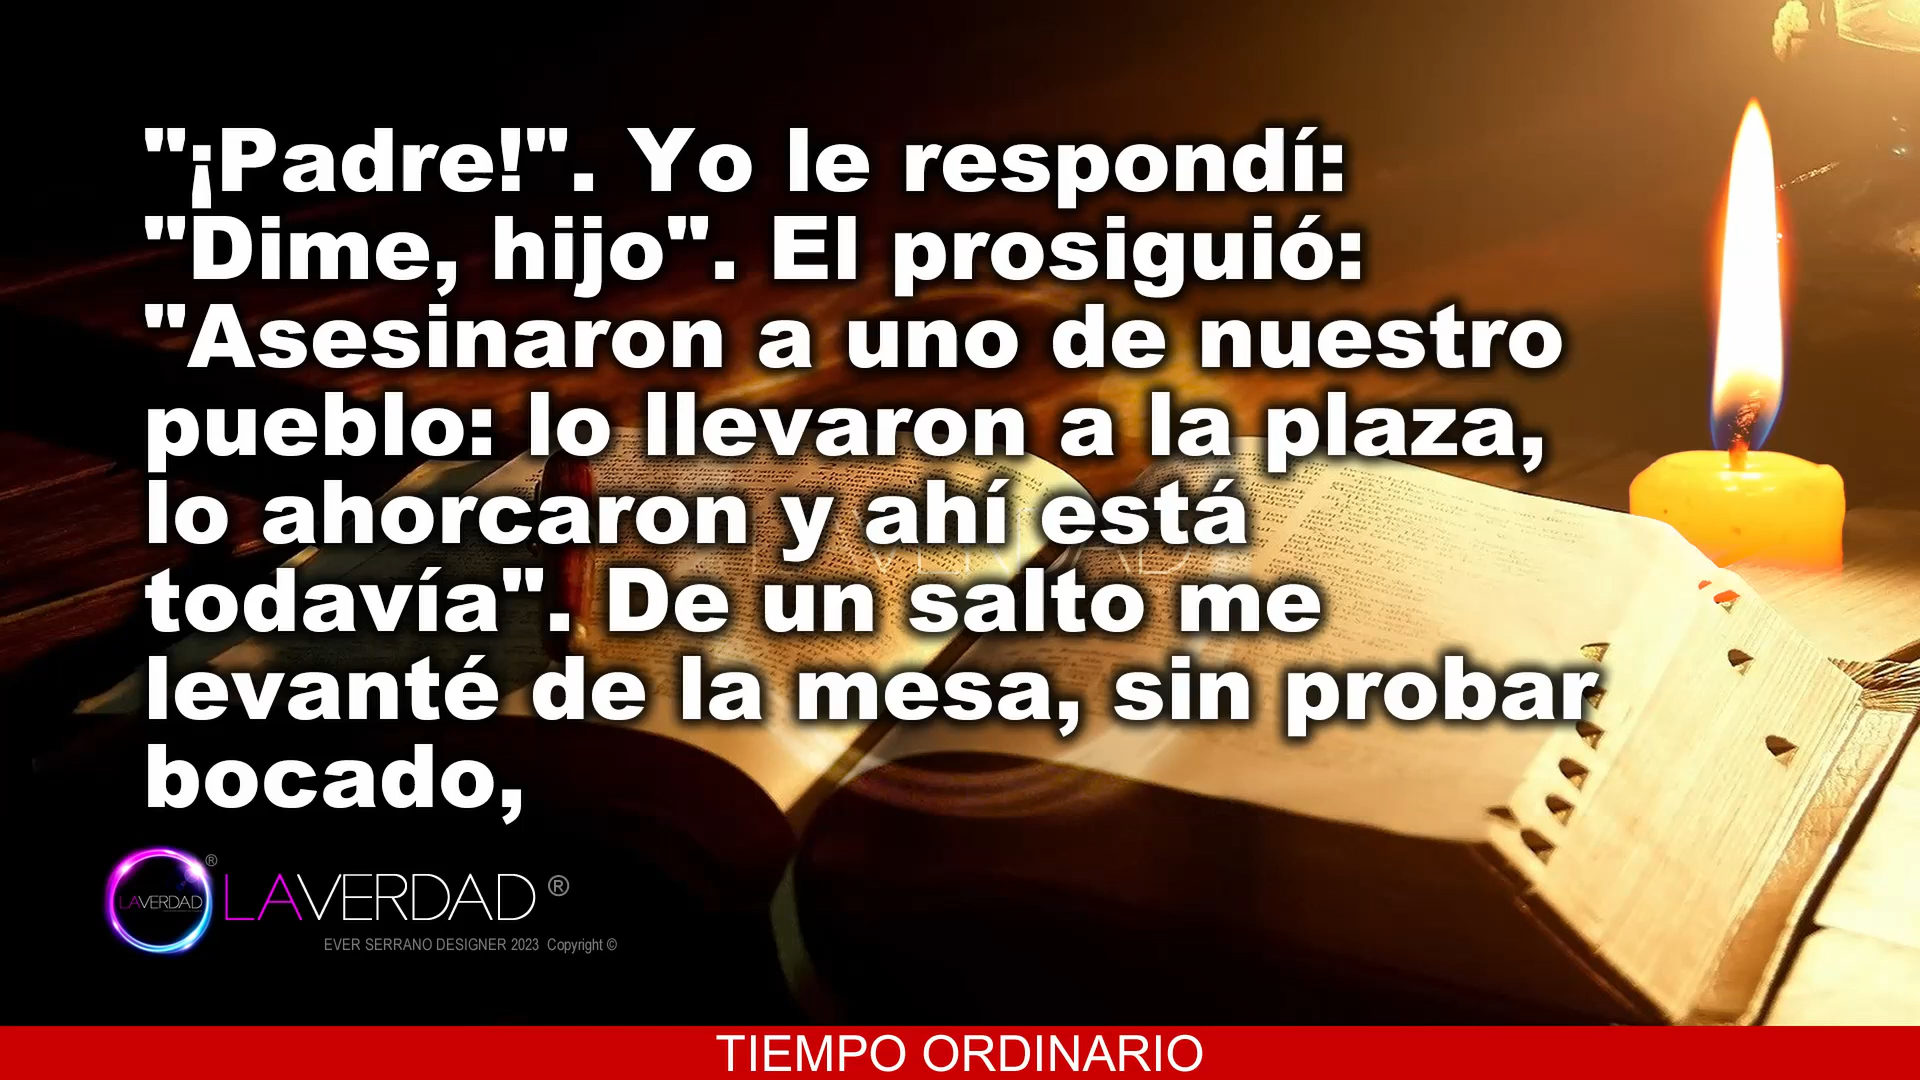 "¡Padre!". Yo le respondí:
"Dime, hijo". El prosiguió:
"Asesinaron a uno de nuestro
pueblo: lo llevaron a la plaza,
lo ahorcaron y ahí está
todavía". De un salto me
levanté de la mesa, sin probar
bocado,
LAVERDAD ®
LAVERDAD ®
EVER SERRANO DESIGNER 2023 Copyright ©
TIEMPO ORDINARIO